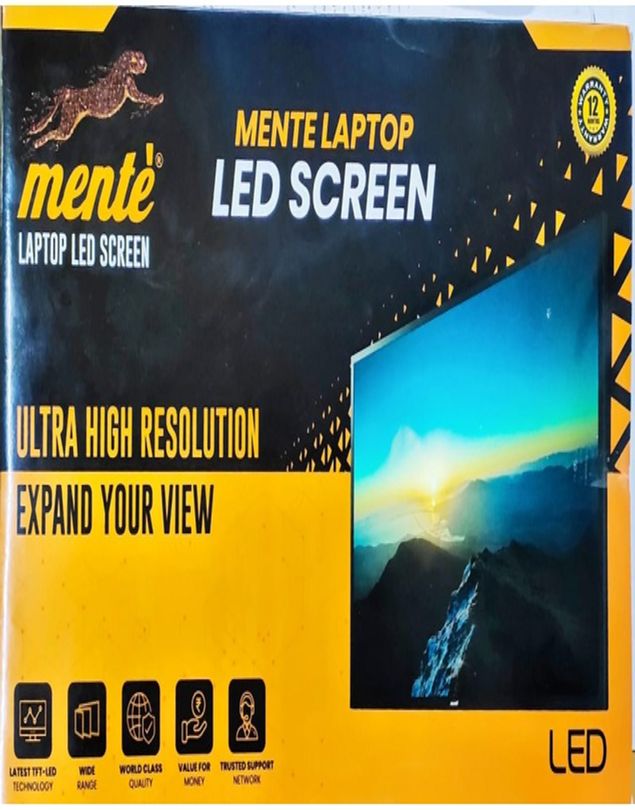 mentè®
LAPTOP LED SCREEN
MENTE LAPTOP
LED SCREEN
WARRANTY
12
MONTHS
WARRANTY
ULTRA HIGH RESOLUTION
EXPAND YOUR VIEW
LATEST TFT-LED
TECHNOLOGY
WIDE
RANGE
WORLD CLASS
QUALITY
₹
VALUE FOR
MONEY
TRUSTED SUPPORT
NETWORK
LED